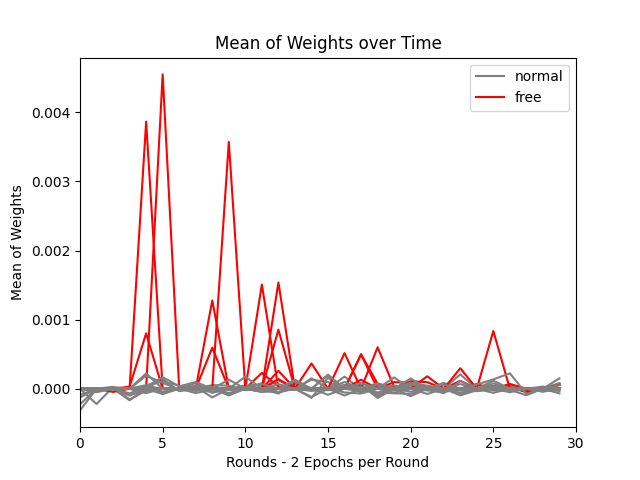 Mean of Weights over Time
normal
free
Mean of Weights
0.004
0.003
0.002
0.001
0.000
0
5
10
15
20
25
30
Rounds - 2 Epochs per Round